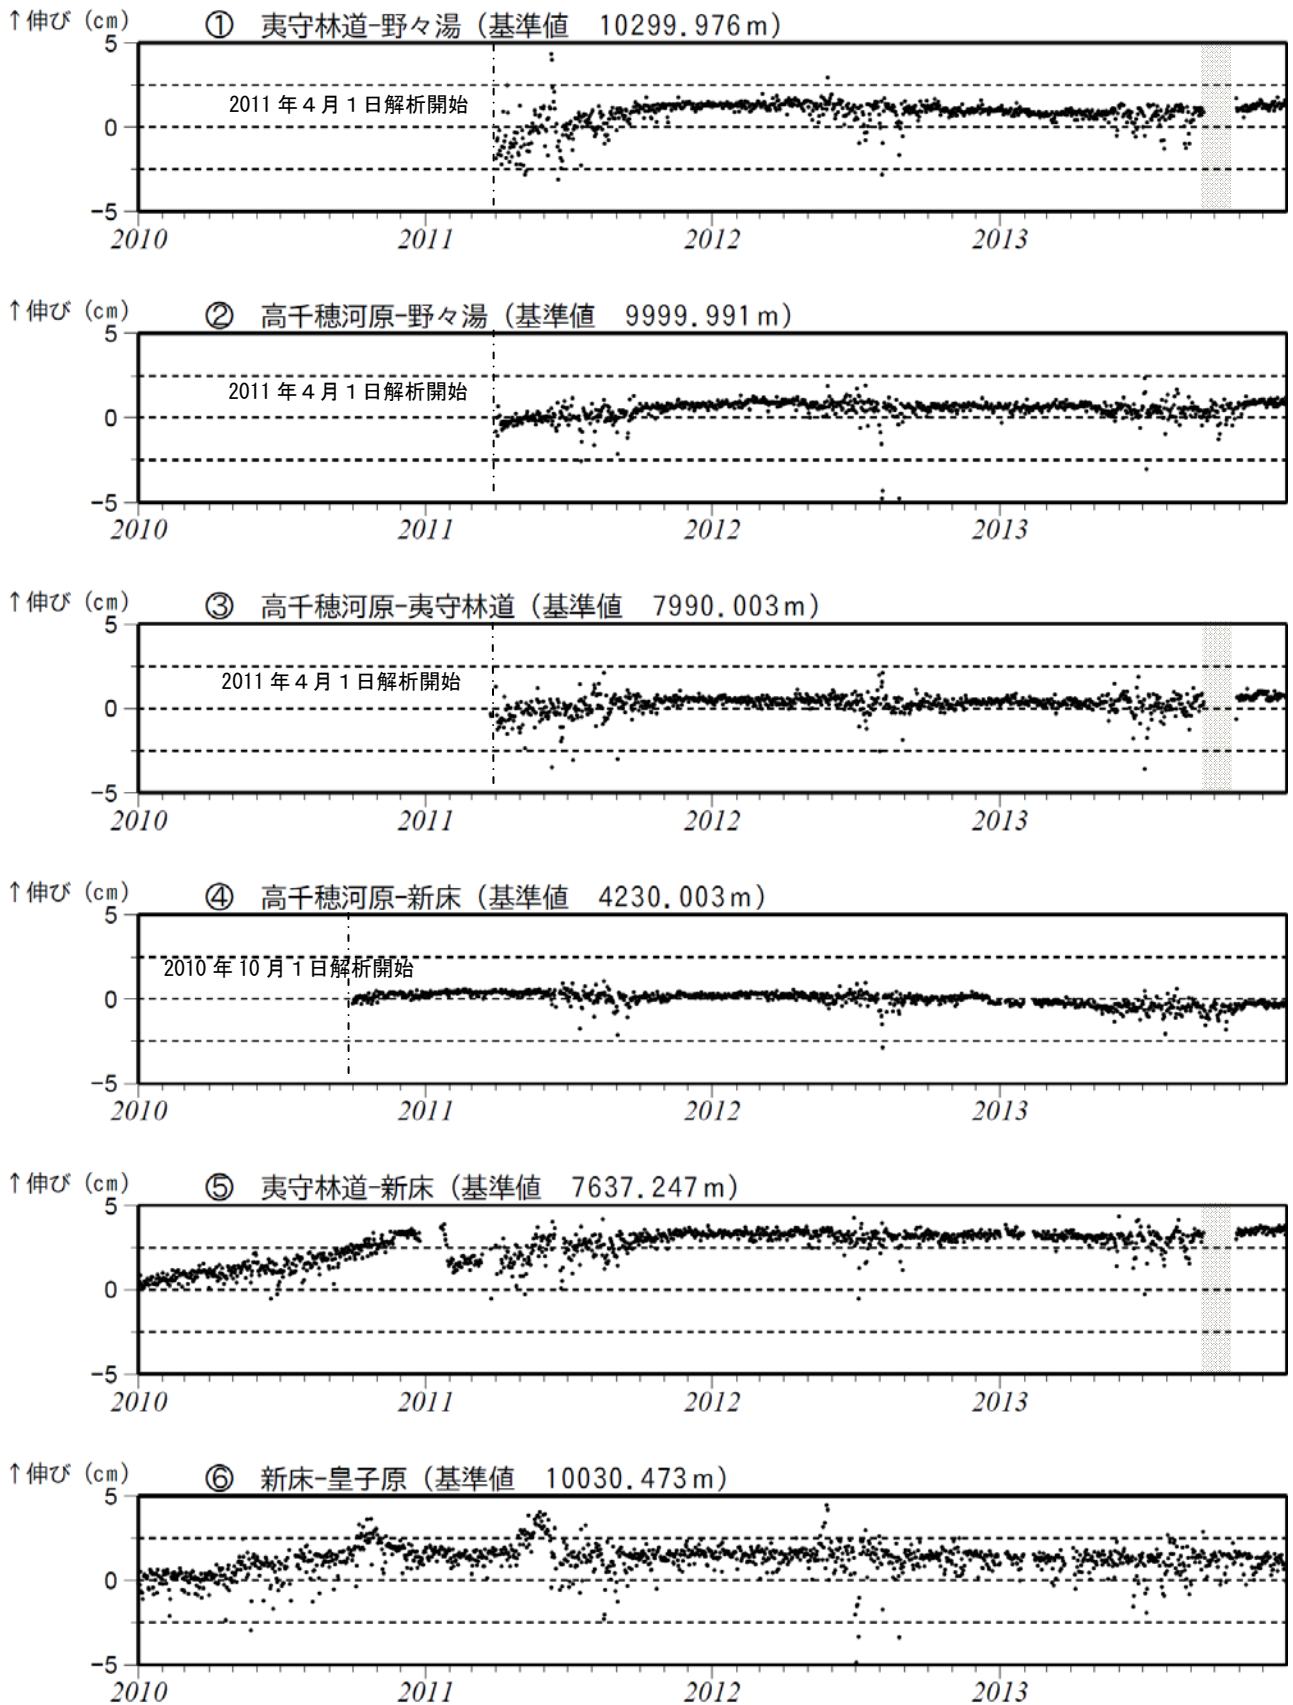 ↑伸び (cm) ① 夷守林道-野々湯 (基準値 10299.976m)
5
2011年4月1日解析開始
0
-5
2010 2011 2012 2013
↑伸び (cm) ② 高千穂河原-野々湯 (基準値 9999.991m)
5
2011年4月1日解析開始
0
-5
2010 2011 2012 2013
↑伸び (cm) ③ 高千穂河原-夷守林道 (基準値 7990.003m)
5
2011年4月1日解析開始
0
-5
2010 2011 2012 2013
↑伸び (cm) ④ 高千穂河原-新床 (基準値 4230.003m)
5
2010年10月1日解析開始
0
-5
2010 2011 2012 2013
↑伸び (cm) ⑤ 夷守林道-新床 (基準値 7637.247m)
5
0
-5
2010 2011 2012 2013
↑伸び (cm) ⑥ 新床-皇子原 (基準値 10030.473m)
5
0
-5
2010 2011 2012 2013